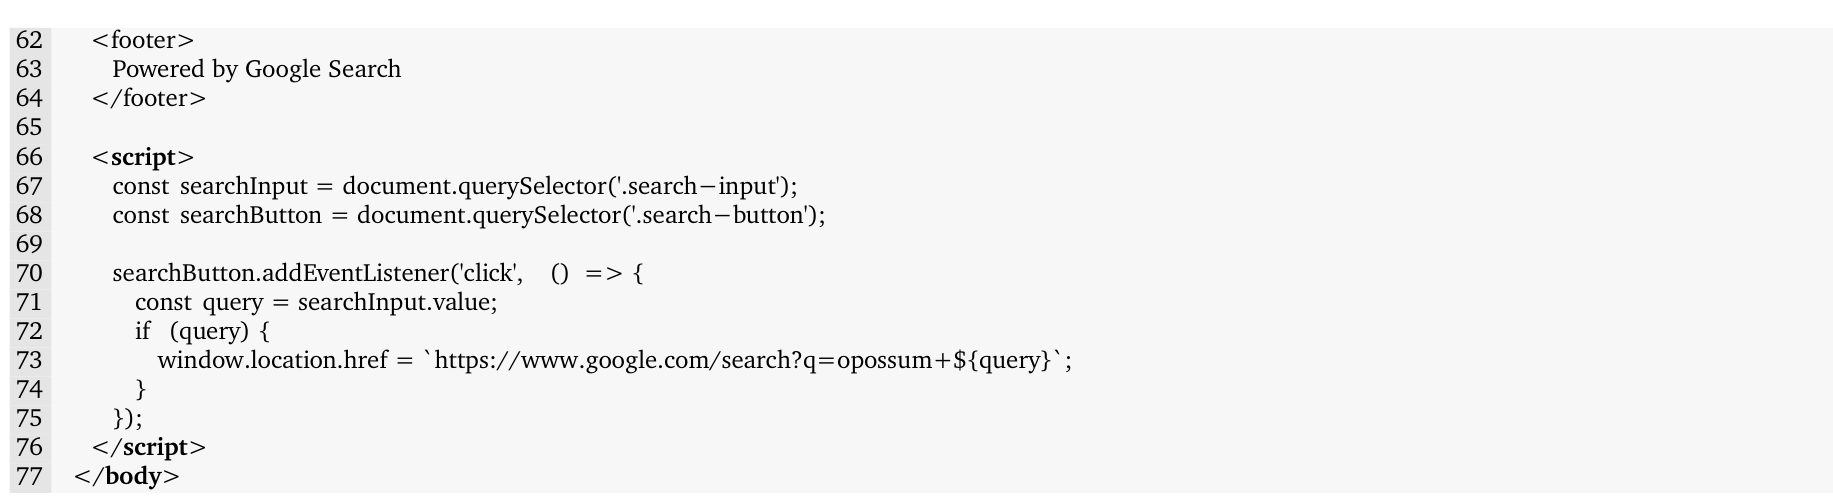 62 <footer>
63 Powered by Google Search
64 </footer>
65
66 <script>
67 const searchInput = document.querySelector('.search−input');
68 const searchButton = document.querySelector('.search−button');
69
70 searchButton.addEventListener('click', () => {
71 const query = searchInput.value;
72 if (query) {
73 window.location.href = `https://www.google.com/search?q=opossum+${query}`;
74 }
75 });
76 </script>
77 </body>